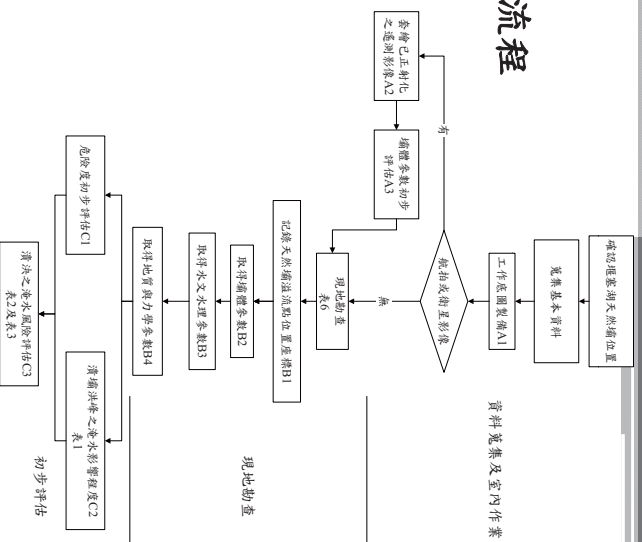 流程
確認堰塞湖天然壩位置
蒐集基本資料
工作底圖製備A1
航拍或衛星影像
有
無
套繪已正射化
之遙測影像A2
壩體參數初步
評估A3
資料蒐集及室內作業
現地勘查
表6
記錄天然壩溢流點位置座標B1
取得壩體參數B2
取得水文水理參數B3
取得地質與力學參數B4
現地勘查
危險度初步評估C1
潰壩洪峰之淹水影響程度C2
表1
潰洪之淹水風險評估C3
表2及表3
初步評估